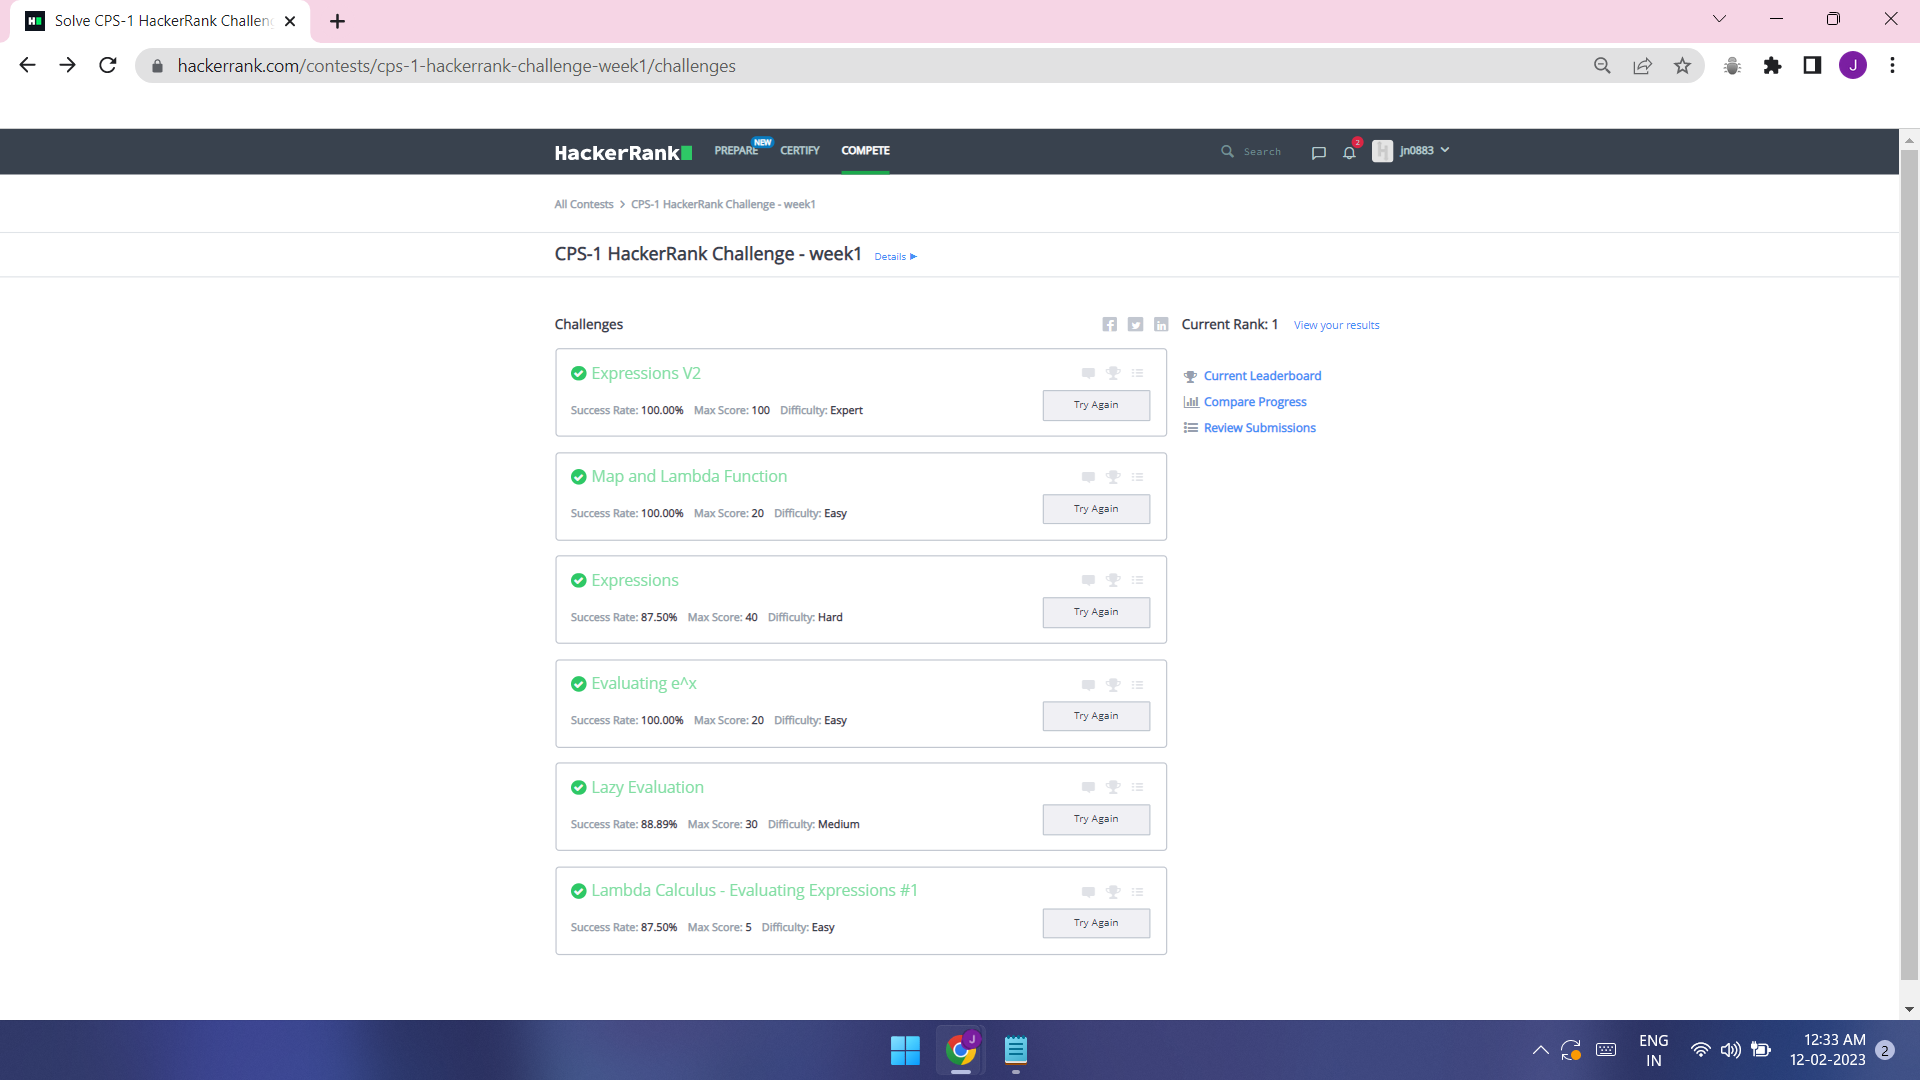 Solve CPS-1 HackerRank Challen
hackerrank.com/contests/cps-1-hackerrank-challenge-week1/challenges
J
HackerRank
PREPARE
NEW
CERTIFY
COMPETE
Search
2
jn0883
All Contests > CPS-1 HackerRank Challenge - week1
CPS-1 HackerRank Challenge - week1 Details
Challenges
Current Rank: 1 View your results
Expressions V2
Success Rate: 100.00% Max Score: 100 Difficulty: Expert
Try Again
Current Leaderboard
Compare Progress
Review Submissions
Map and Lambda Function
Success Rate: 100.00% Max Score: 20 Difficulty: Easy
Try Again
Expressions
Success Rate: 87.50% Max Score: 40 Difficulty: Hard
Try Again
Evaluating e^x
Success Rate: 100.00% Max Score: 20 Difficulty: Easy
Try Again
Lazy Evaluation
Success Rate: 88.89% Max Score: 30 Difficulty: Medium
Try Again
Lambda Calculus - Evaluating Expressions #1
Success Rate: 87.50% Max Score: 5 Difficulty: Easy
Try Again
J
ENG
IN
12:33 AM
12-02-2023
2